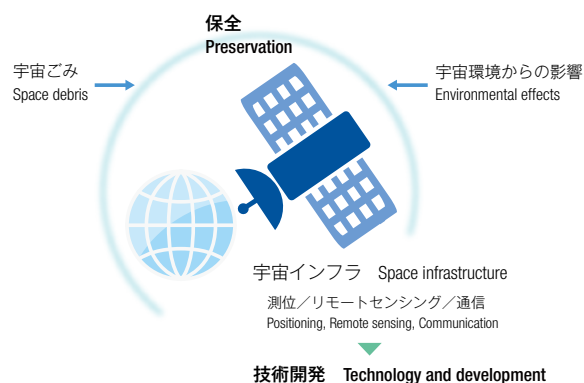 保全
Preservation
宇宙ごみ
Space debris
宇宙環境からの影響
Environmental effects
宇宙インフラ Space infrastructure
測位／リモートセンシング／通信
Positioning, Remote sensing, Communication
技術開発 Technology and development